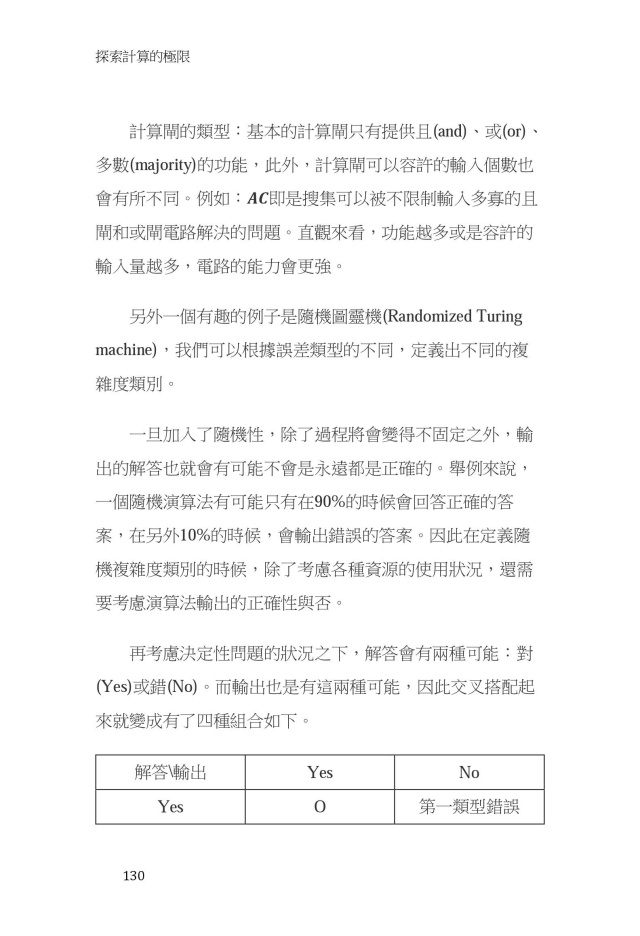 探索計算的極限
計算閘的類型：基本的計算閘只有提供且(and)、或(or)、
多數(majority)的功能，此外，計算閘可以容許的輸入個數也
會有所不同。例如：AC即是搜集可以被不限制輸入多寡的且
閘和或閘電路解決的問題。直觀來看，功能越多或是容許的
輸入量越多，電路的能力會更強。
另外一個有趣的例子是隨機圖靈機(Randomized Turing
machine)，我們可以根據誤差類型的不同，定義出不同的複
雜度類別。
一旦加入了隨機性，除了過程將會變得不固定之外，輸
出的解答也就會有可能不會是永遠都是正確的。舉例來說，
一個隨機演算法有可能只有在90%的時候會回答正確的答
案，在另外10%的時候，會輸出錯誤的答案。因此在定義隨
機複雜度類別的時候，除了考慮各種資源的使用狀況，還需
要考慮演算法輸出的正確性與否。
再考慮決定性問題的狀況之下，解答會有兩種可能：對
(Yes)或錯(No)。而輸出也是有這兩種可能，因此交叉搭配起
來就變成有了四種組合如下。
解答\輸出 Yes No
Yes O 第一類型錯誤
130